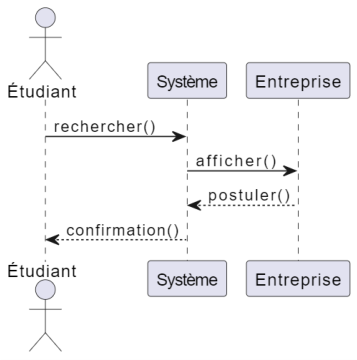 Étudiant
Système
Entreprise
rechercher()
afficher()
postuler()
confirmation()
Étudiant
Système
Entreprise